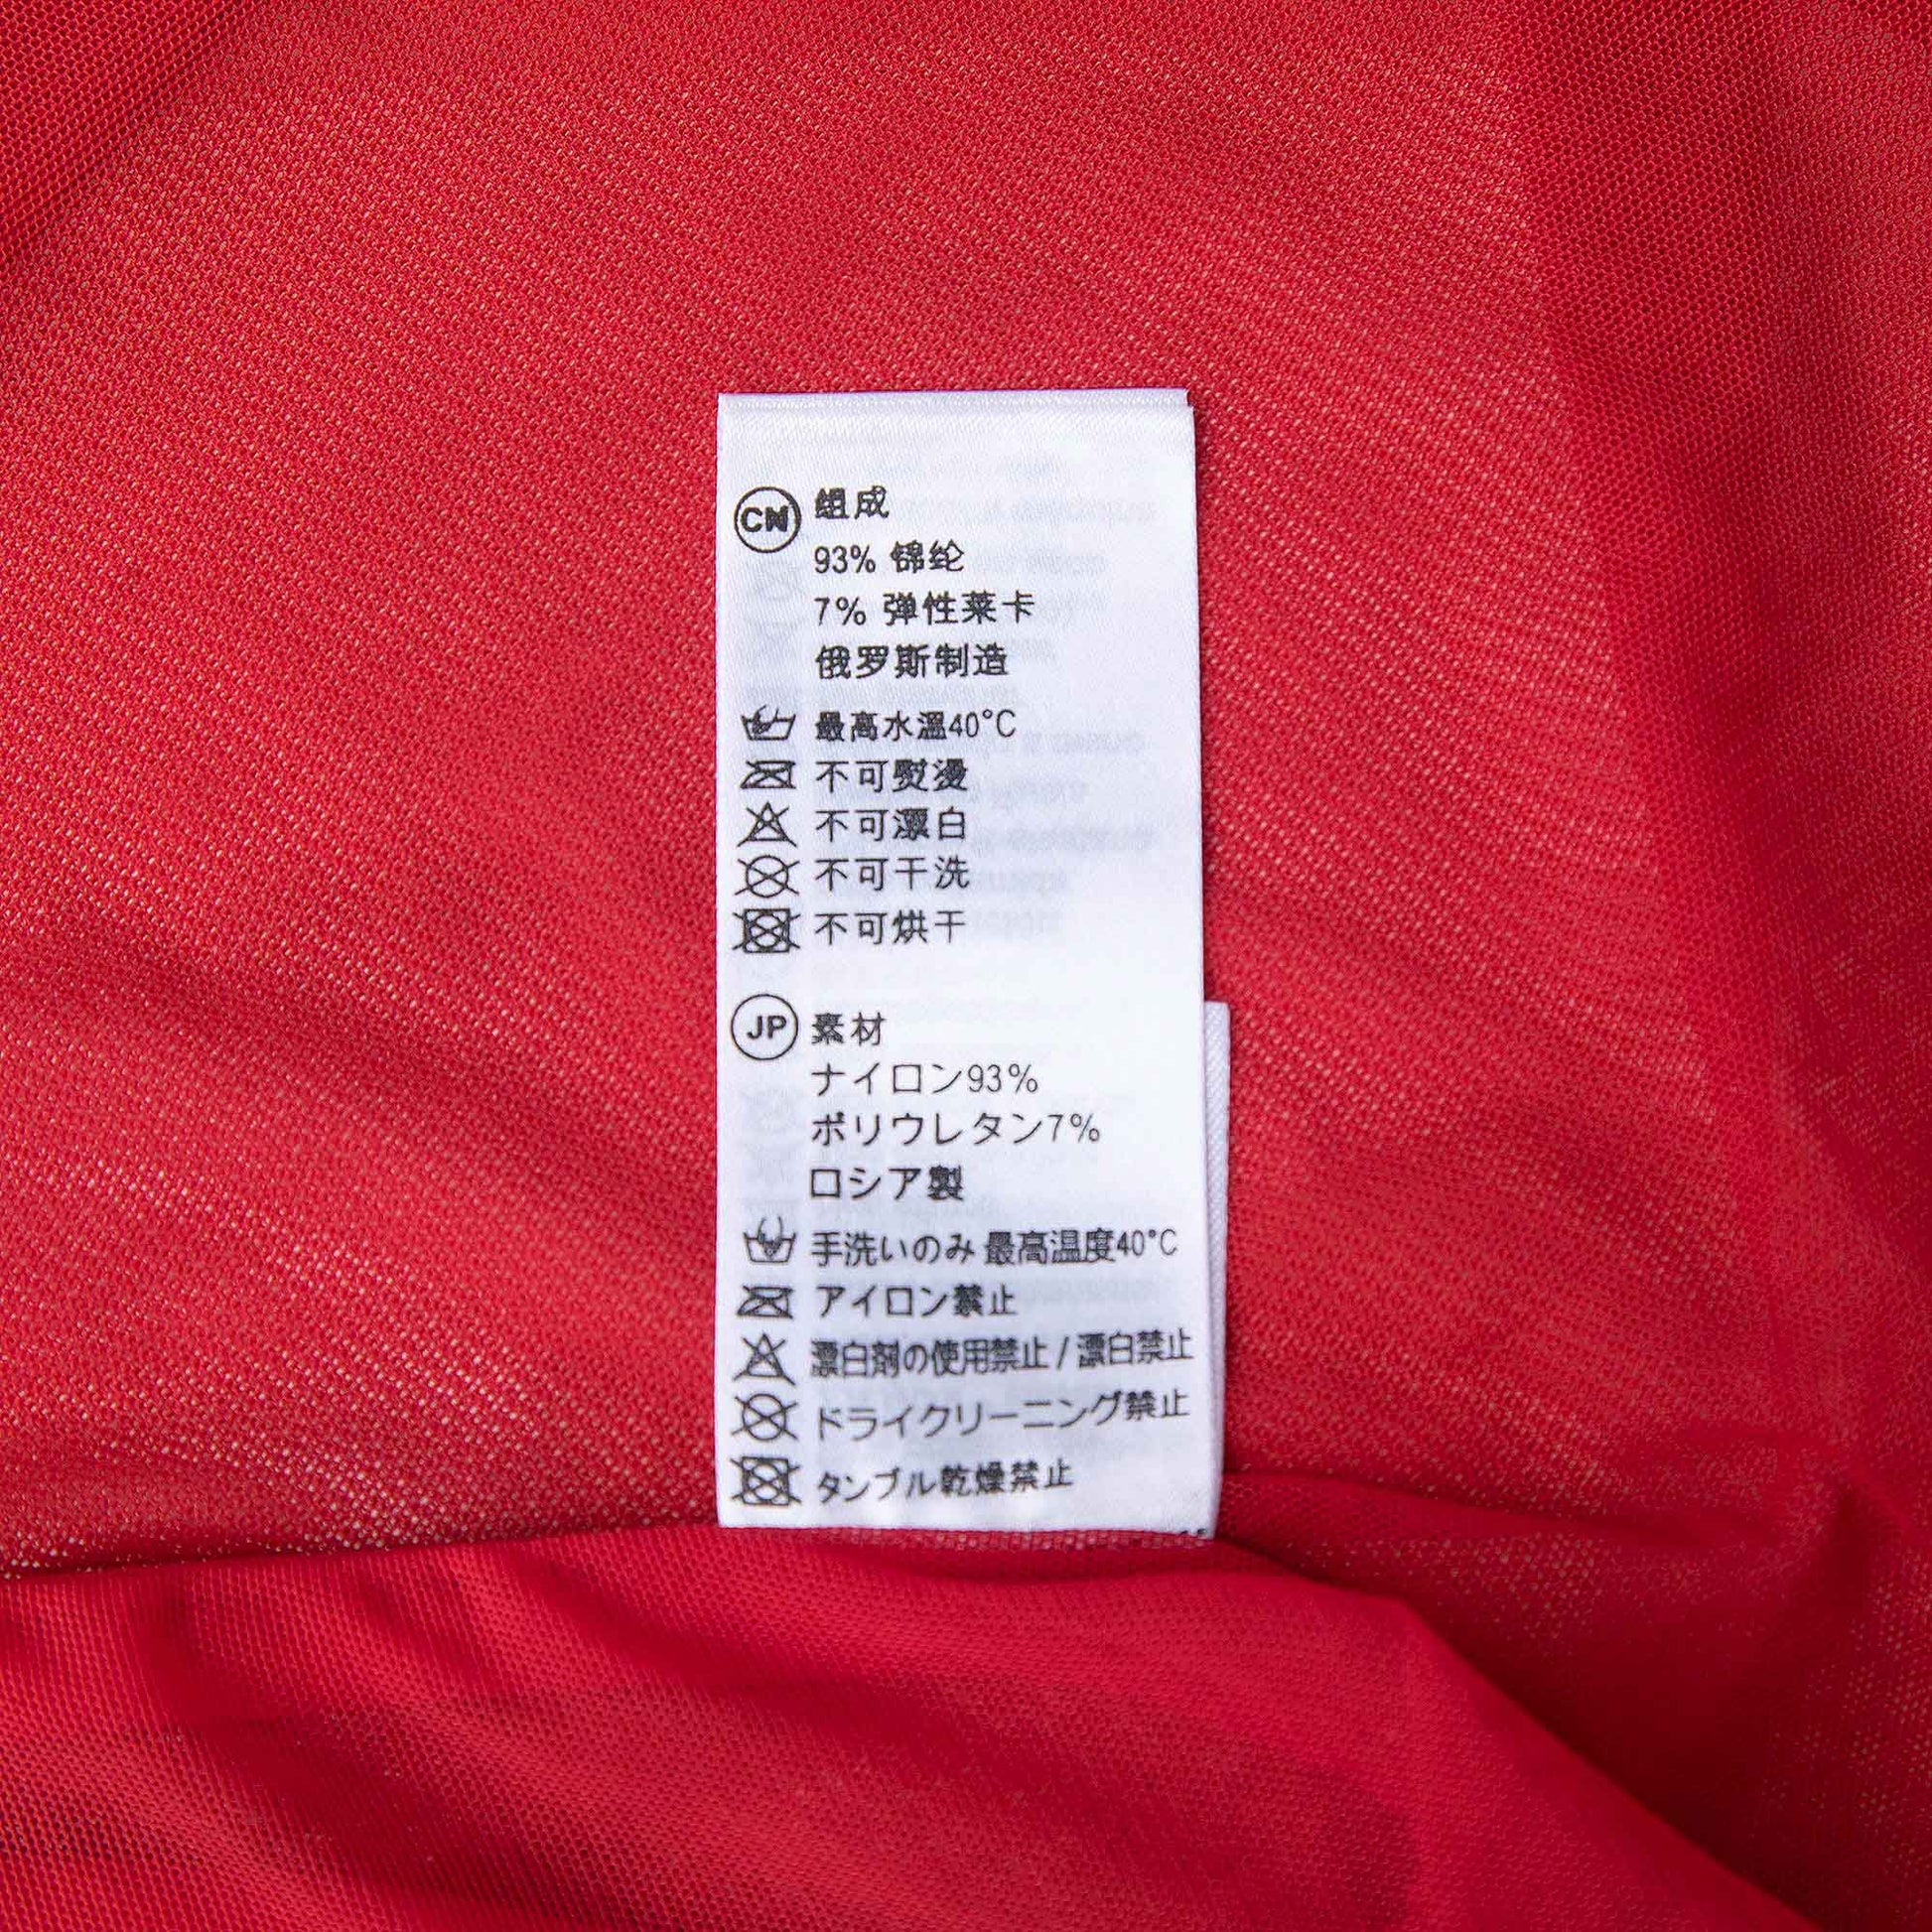 CN 组成
93% 锦纶
7% 弹性莱卡
俄罗斯制造
最高水温40°C
不可熨烫
不可漂白
不可干洗
不可烘干
JP 素材
ナイロン93%
ポリウレタン7%
ロシア製
手洗いのみ 最高温度40°C
アイロン禁止
漂白剤の使用禁止 / 漂白禁止
ドライクリーニング禁止
タンブル乾燥禁止